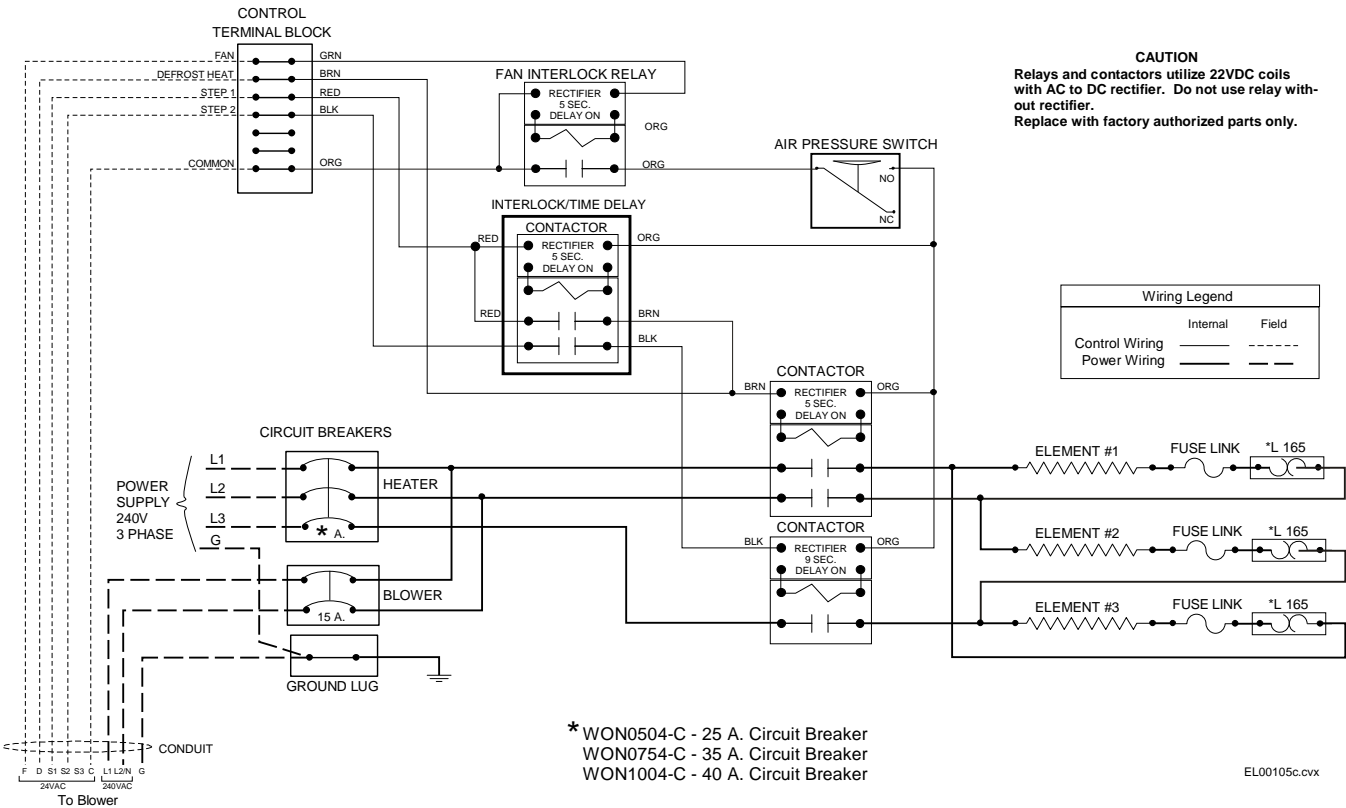 CONTROL
TERMINAL BLOCK
FAN
GRN
DEFROST HEAT
BRN
STEP 1
RED
STEP 2
BLK
COMMON
ORG
FAN INTERLOCK RELAY
RECTIFIER
5 SEC.
DELAY ON
ORG
ORG
AIR PRESSURE SWITCH
NO
NC
CAUTION
Relays and contactors utilize 22VDC coils
with AC to DC rectifier. Do not use relay with-
out rectifier.
Replace with factory authorized parts only.
INTERLOCK/TIME DELAY
CONTACTOR
RED
RECTIFIER
5 SEC.
DELAY ON
ORG
RED
BRN
BLK
Wiring Legend
Internal Field
Control Wiring
Power Wiring
CONTACTOR
BRN
RECTIFIER
5 SEC.
DELAY ON
ORG
CIRCUIT BREAKERS
L1
L2
L3
G
POWER
SUPPLY
240V
3 PHASE
HEATER
* A.
BLOWER
15 A.
GROUND LUG
CONTACTOR
BLK
RECTIFIER
9 SEC.
DELAY ON
ORG
ELEMENT #1 FUSE LINK *L 165
ELEMENT #2 FUSE LINK *L 165
ELEMENT #3 FUSE LINK *L 165
CONDUIT
F D S1 S2 S3 C L1 L2/N G
24VAC 240VAC
To Blower
* WON0504-C - 25 A. Circuit Breaker
WON0754-C - 35 A. Circuit Breaker
WON1004-C - 40 A. Circuit Breaker
EL00105c.cvx